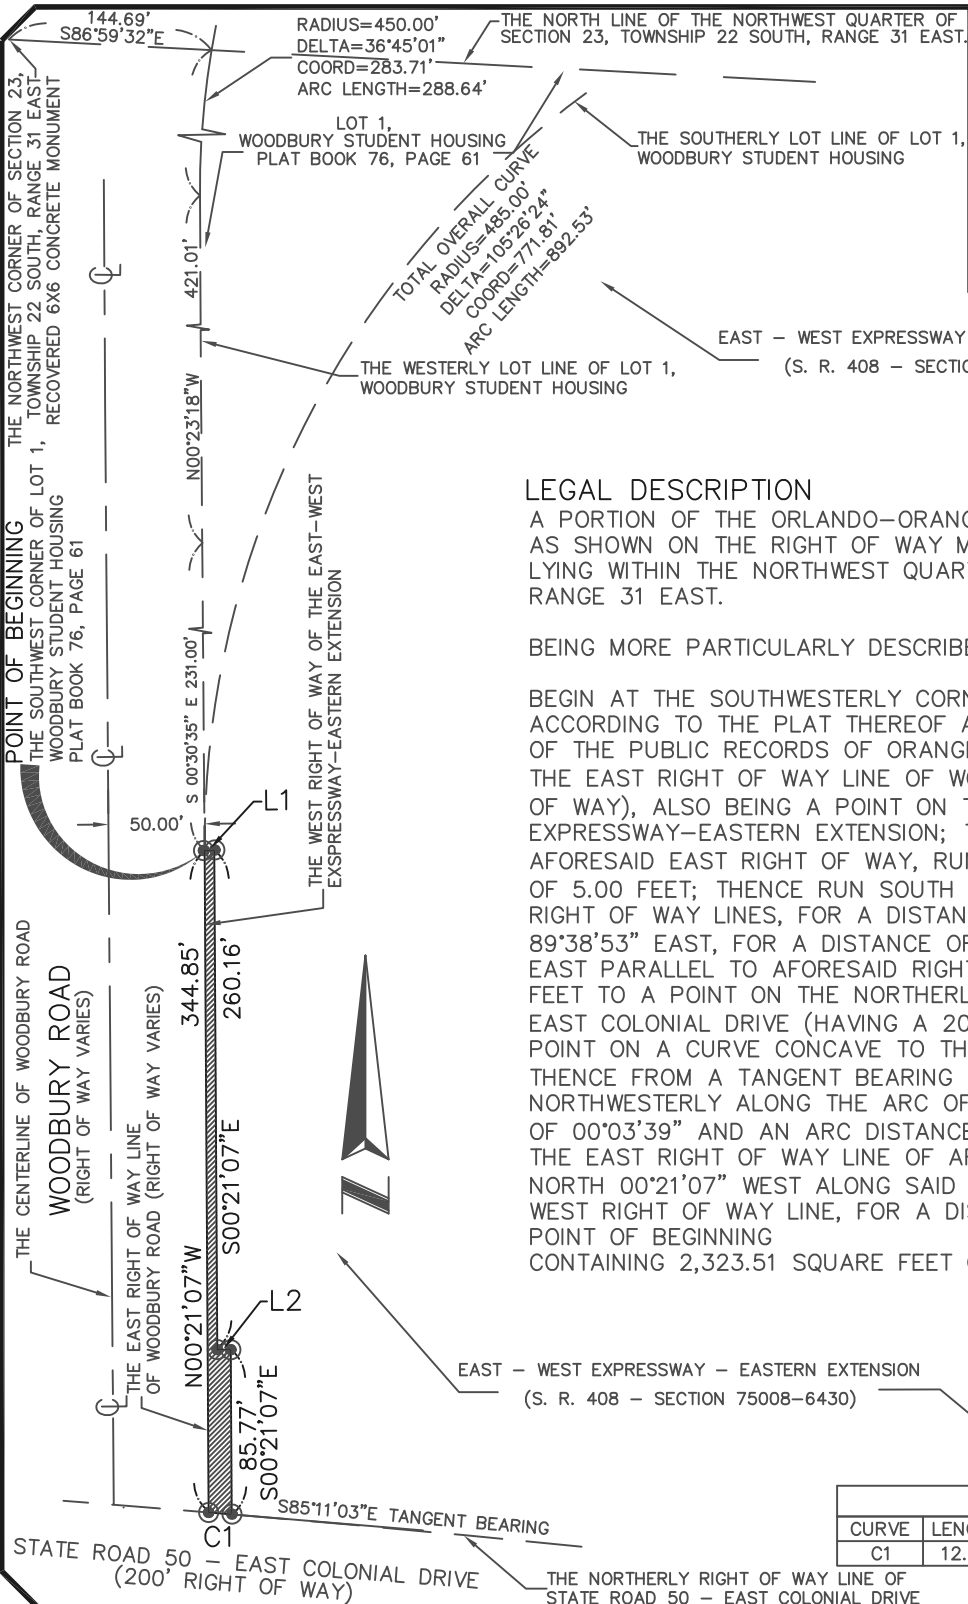 144.69'
S86°59'32"E
RADIUS=450.00'
DELTA=36°45'01"
COORD=283.71'
ARC LENGTH=288.64'
THE NORTH LINE OF THE NORTHWEST QUARTER OF
SECTION 23, TOWNSHIP 22 SOUTH, RANGE 31 EAST.
THE NORTHWEST CORNER OF SECTION 23,
TOWNSHIP 22 SOUTH, RANGE 31 EAST
RECOVERED 6X6 CONCRETE MONUMENT
LOT 1,
WOODBURY STUDENT HOUSING
PLAT BOOK 76, PAGE 61
THE SOUTHERLY LOT LINE OF LOT 1,
WOODBURY STUDENT HOUSING
TOTAL OVERALL CURVE
RADIUS=485.00'
DELTA=105°26'24"
COORD=771.81'
ARC LENGTH=892.53'
421.01'
N00°23'18"W
EAST – WEST EXPRESSWAY
(S. R. 408 – SECTIO
THE WESTERLY LOT LINE OF LOT 1,
WOODBURY STUDENT HOUSING
POINT OF BEGINNING
THE SOUTHWEST CORNER OF LOT 1,
WOODBURY STUDENT HOUSING
PLAT BOOK 76, PAGE 61
S 00°30'35" E 231.00'
THE WEST RIGHT OF WAY OF THE EAST–WEST
EXSPRESSWAY–EASTERN EXTENSION
LEGAL DESCRIPTION
A PORTION OF THE ORLANDO–ORANG
AS SHOWN ON THE RIGHT OF WAY M
LYING WITHIN THE NORTHWEST QUAR
RANGE 31 EAST.
BEING MORE PARTICULARLY DESCRIBE
BEGIN AT THE SOUTHWESTERLY CORN
ACCORDING TO THE PLAT THEREOF A
OF THE PUBLIC RECORDS OF ORANGE
THE EAST RIGHT OF WAY LINE OF WO
OF WAY), ALSO BEING A POINT ON T
EXPRESSWAY–EASTERN EXTENSION; T
AFORESAID EAST RIGHT OF WAY, RUN
OF 5.00 FEET; THENCE RUN SOUTH
RIGHT OF WAY LINES, FOR A DISTAN
89°38'53" EAST, FOR A DISTANCE OF
EAST PARALLEL TO AFORESAID RIGHT
FEET TO A POINT ON THE NORTHERL
EAST COLONIAL DRIVE (HAVING A 20
POINT ON A CURVE CONCAVE TO TH
THENCE FROM A TANGENT BEARING
NORTHWESTERLY ALONG THE ARC OF
OF 00°03'39" AND AN ARC DISTANCE
THE EAST RIGHT OF WAY LINE OF AF
NORTH 00°21'07" WEST ALONG SAID
WEST RIGHT OF WAY LINE, FOR A DIS
POINT OF BEGINNING
CONTAINING 2,323.51 SQUARE FEET
50.00'
L1
344.85'
260.16'
THE CENTERLINE OF WOODBURY ROAD
WOODBURY ROAD
(RIGHT OF WAY VARIES)
THE EAST RIGHT OF WAY LINE
OF WOODBURY ROAD (RIGHT OF WAY VARIES)
N00°21'07"W
S00°21'07"E
L2
85.77'
S00°21'07"E
EAST – WEST EXPRESSWAY – EASTERN EXTENSION
(S. R. 408 – SECTION 75008–6430)
S85°11'03"E TANGENT BEARING
C1
STATE ROAD 50 – EAST COLONIAL DRIVE
(200' RIGHT OF WAY)
THE NORTHERLY RIGHT OF WAY LINE OF
STATE ROAD 50 – EAST COLONIAL DRIVE
CURVE LENG
C1 12.